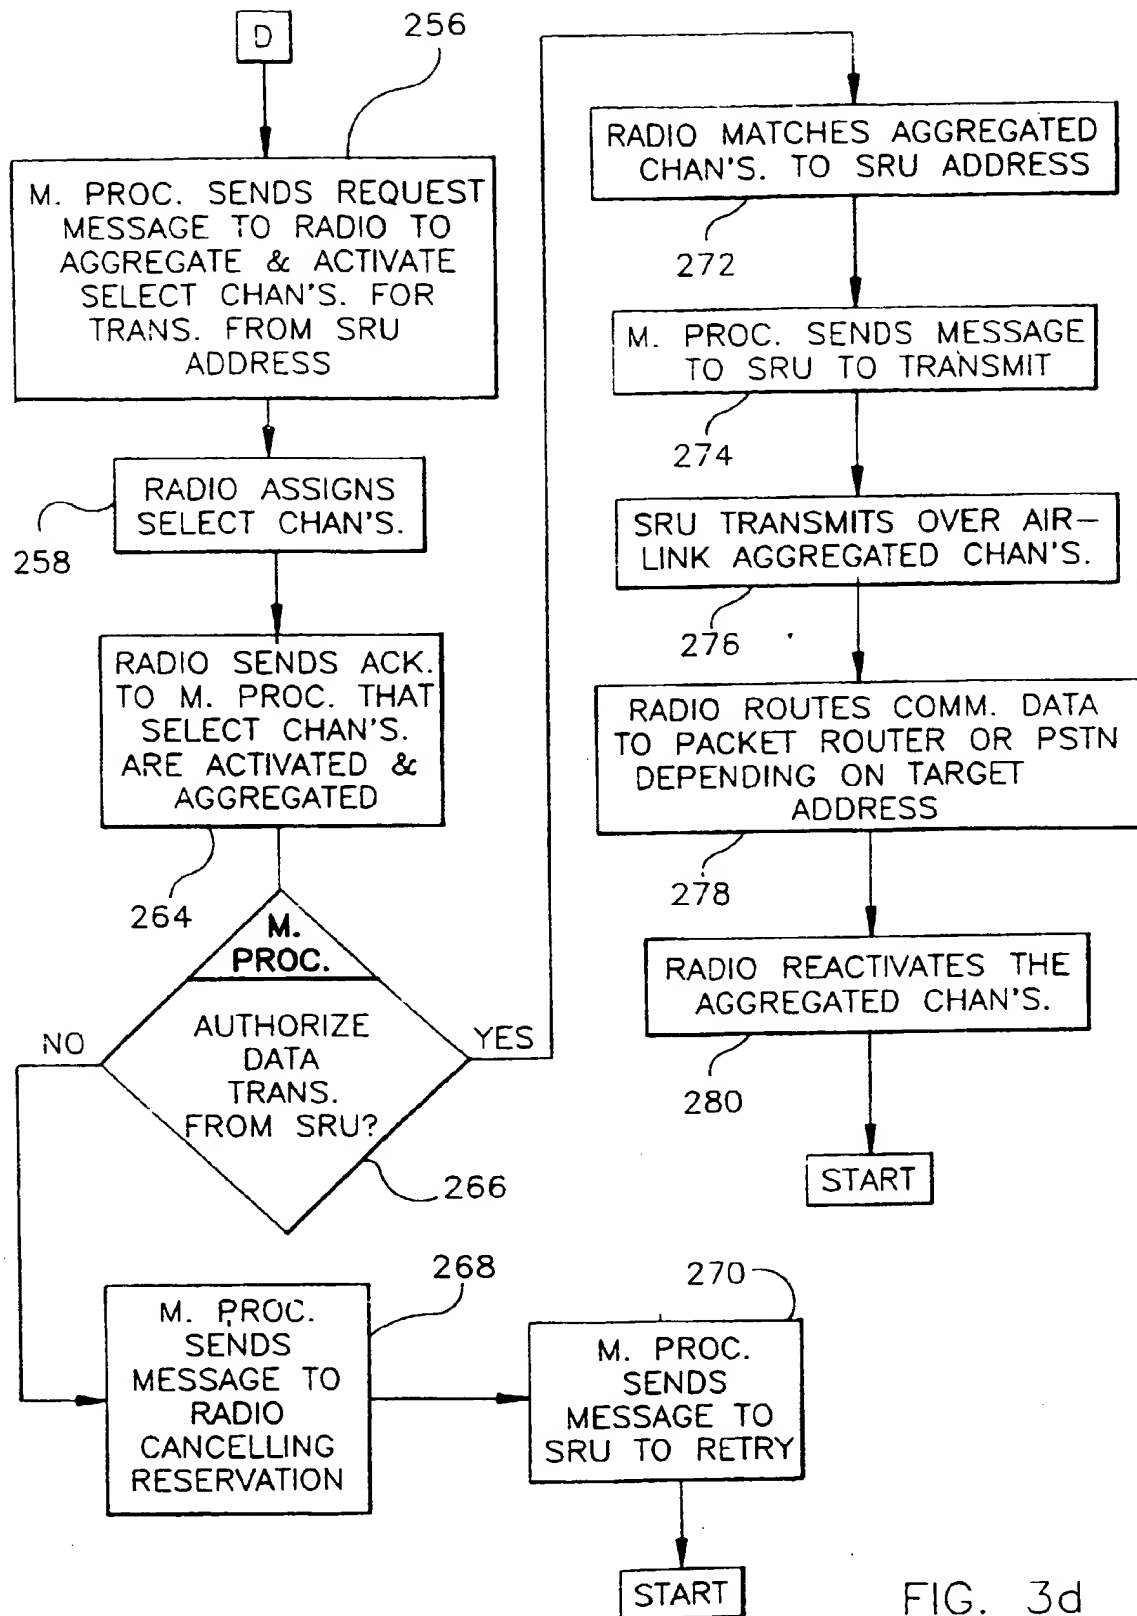 D
256
M. PROC. SENDS REQUEST
MESSAGE TO RADIO TO
AGGREGATE & ACTIVATE
SELECT CHAN'S. FOR
TRANS. FROM SRU
ADDRESS
RADIO ASSIGNS
SELECT CHAN'S.
258
RADIO SENDS ACK.
TO M. PROC. THAT
SELECT CHAN'S.
ARE ACTIVATED &
AGGREGATED
264
M.
PROC.
AUTHORIZE
DATA
TRANS.
FROM SRU?
NO
YES
266
268
M. PROC.
SENDS
MESSAGE TO
RADIO
CANCELLING
RESERVATION
270
M. PROC.
SENDS
MESSAGE TO
SRU TO RETRY
START
RADIO MATCHES AGGREGATED
CHAN'S. TO SRU ADDRESS
272
M. PROC. SENDS MESSAGE
TO SRU TO TRANSMIT
274
SRU TRANSMITS OVER AIR-
LINK AGGREGATED CHAN'S.
276
RADIO ROUTES COMM. DATA
TO PACKET ROUTER OR PSTN
DEPENDING ON TARGET
ADDRESS
278
RADIO REACTIVATES THE
AGGREGATED CHAN'S.
280
START
FIG. 3d